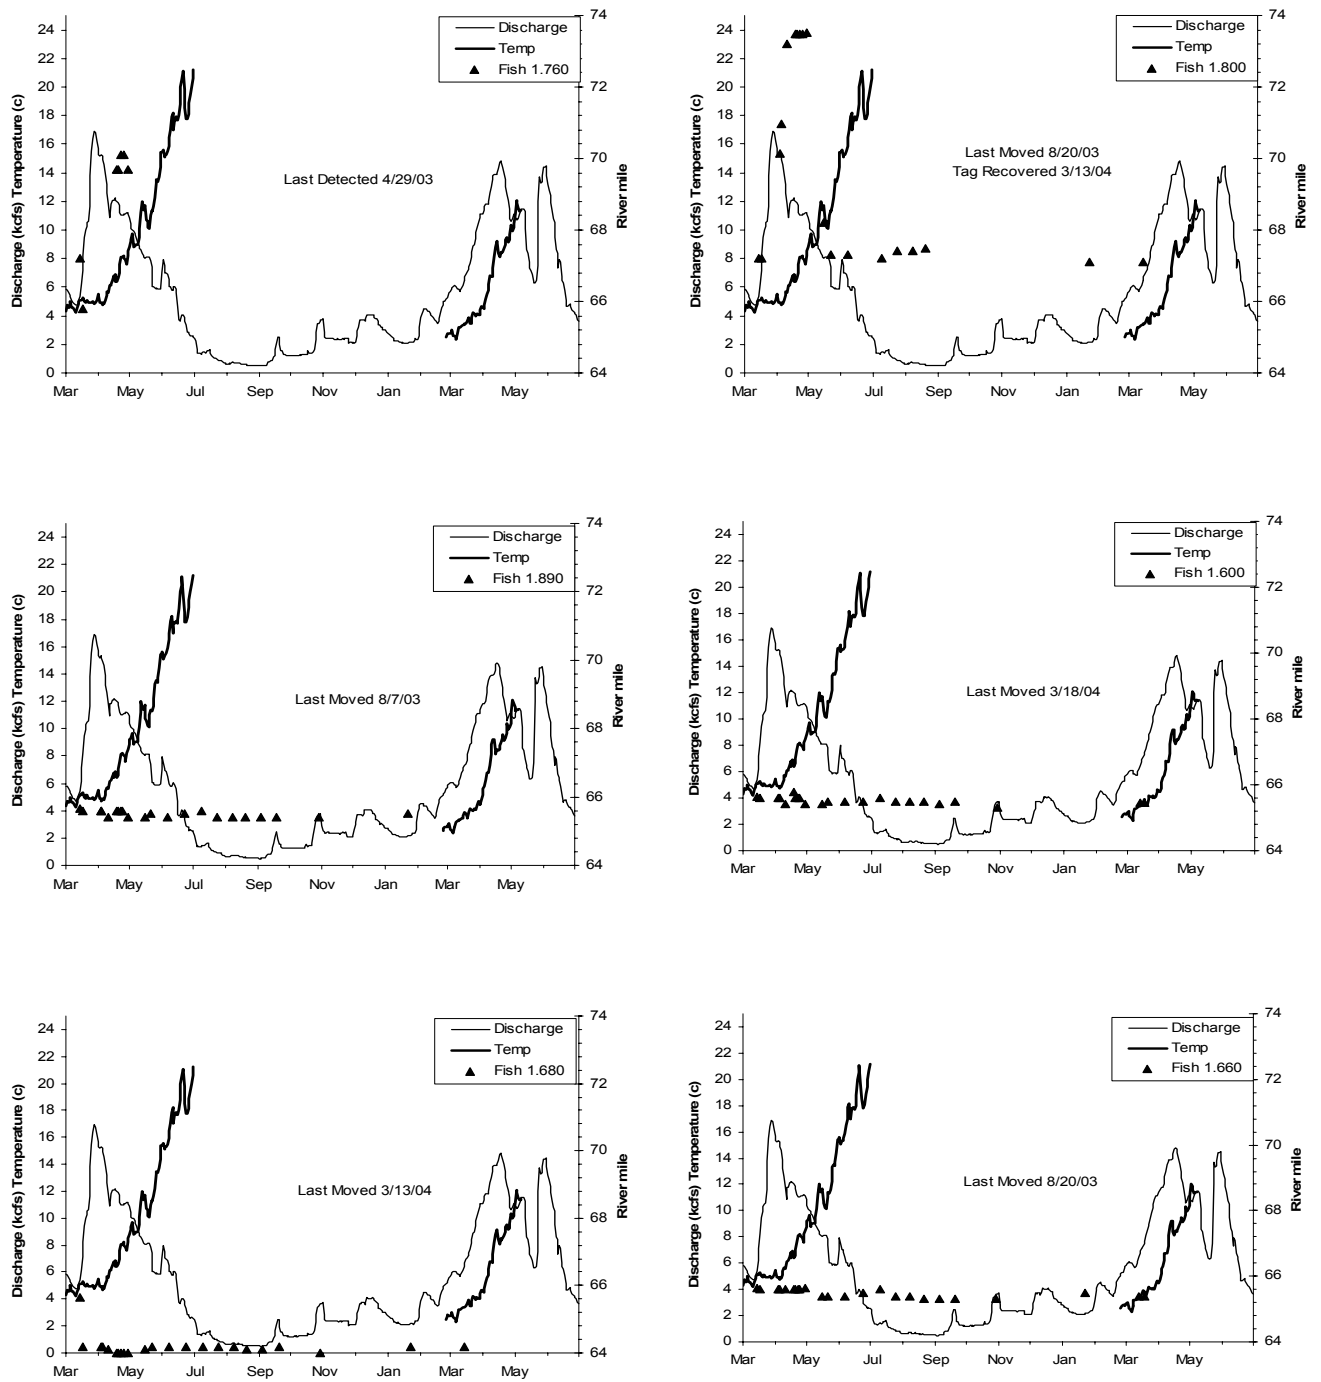 Discharge
Temp
Fish 1.760
Last Detected 4/29/03
Discharge (kcfs) Temperature (c)
River mile
24
22
20
18
16
14
12
10
8
6
4
2
0
74
72
70
68
66
64
Mar May Jul Sep Nov Jan Mar May
Discharge
Temp
Fish 1.800
Last Moved 8/20/03
Tag Recovered 3/13/04
Discharge (kcfs) Temperature (c)
River mile
24
22
20
18
16
14
12
10
8
6
4
2
0
74
72
70
68
66
64
Mar May Jul Sep Nov Jan Mar May
Discharge
Temp
Fish 1.890
Last Moved 8/7/03
Discharge (kcfs) Temperature (c)
River mile
24
22
20
18
16
14
12
10
8
6
4
2
0
74
72
70
68
66
64
Mar May Jul Sep Nov Jan Mar May
Discharge
Temp
Fish 1.600
Last Moved 3/18/04
Discharge (kcfs) Temperature (c)
River mile
24
22
20
18
16
14
12
10
8
6
4
2
0
74
72
70
68
66
64
Mar May Jul Sep Nov Jan Mar May
Discharge
Temp
Fish 1.680
Last Moved 3/13/04
Discharge (kcfs) Temperature (c)
River mile
24
22
20
18
16
14
12
10
8
6
4
2
0
74
72
70
68
66
64
Mar May Jul Sep Nov Jan Mar May
Discharge
Temp
Fish 1.660
Last Moved 8/20/03
Discharge (kcfs) Temperature (c)
River mile
24
22
20
18
16
14
12
10
8
6
4
2
0
74
72
70
68
66
64
Mar May Jul Sep Nov Jan Mar May